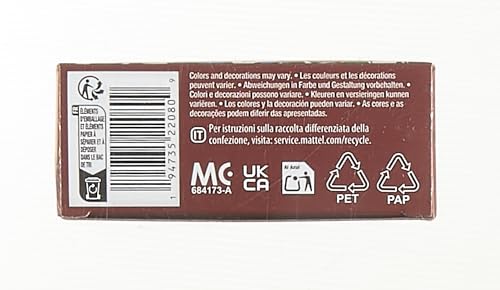 FR
ÉLÉMENTS
D'EMBALLAGE
ET ÉLÉMENTS
PAPIER À
SÉPARER ET À
DÉPOSER
DANS LE BAC
DE TRI
1 94735 22080 9
Colors and decorations may vary. • Les couleurs et les décorations
peuvent varier. • Abweichungen in Farbe und Gestaltung vorbehalten. •
Colori e decorazioni possono variare. • Kleuren en versieringen kunnen
variëren. • Los colores y la decoración pueden variar. • As cores e as
decorações podem diferir das apresentadas.
IT Per istruzioni sulla raccolta differenziata della
confezione, visita: service.mattel.com/recycle.
MC
684173-A
UK
CA
Al Azul
PET
PAP